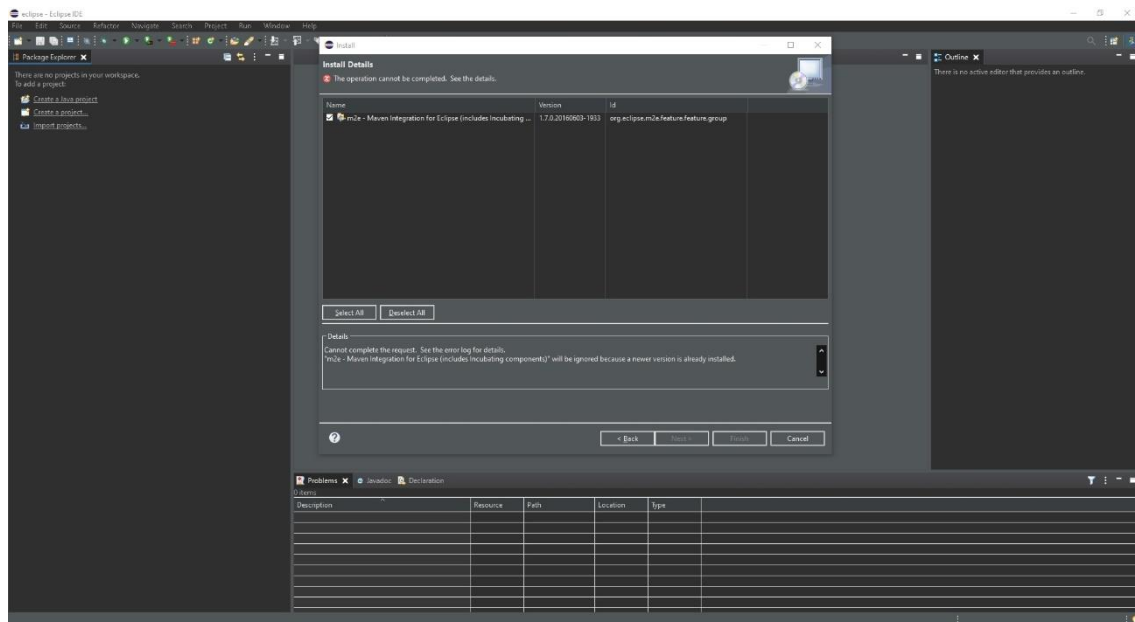 eclipse - Eclipse IDE
File Edit Source Refactor Navigate Search Project Run Window Help
Package Explorer
There are no projects in your workspace.
To add a project:
Create a Java project
Create a project...
Import projects...
Install
Install Details
The operation cannot be completed. See the details.
Name Version Id
m2e - Maven Integration for Eclipse (includes Incubating ... 1.7.0.20160603-1933 org.eclipse.m2e.feature.feature.group
Select All Deselect All
Details
Cannot complete the request. See the error log for details.
"m2e - Maven Integration for Eclipse (includes Incubating components)" will be ignored because a newer version is already installed.
< Back Next > Finish Cancel
Outline
There is no active editor that provides an outline.
Problems Javadoc Declaration
0 items
Description Resource Path Location Type